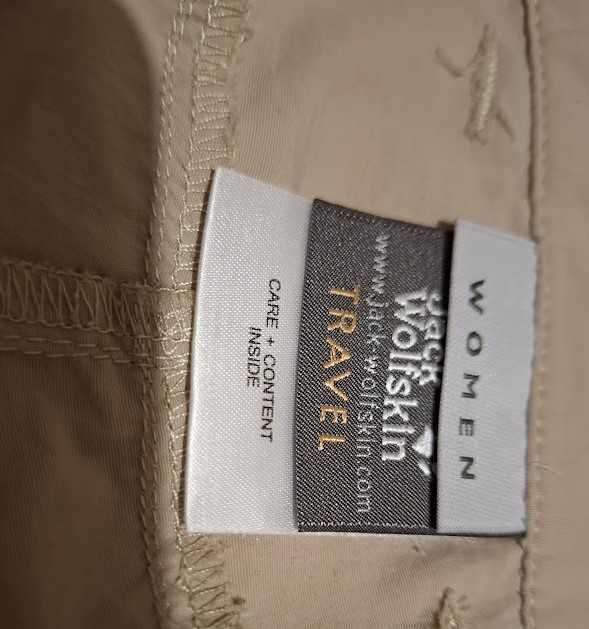 WOMEN
Jack
Wolfskin
www.jack-wolfskin.com
TRAVEL
CARE + CONTENT
INSIDE